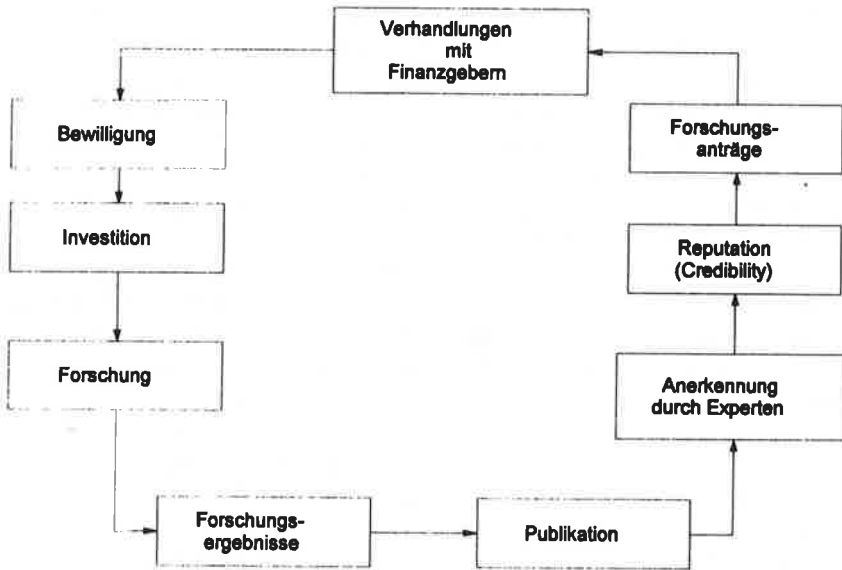 Verhandlungen
mit
Finanzgebern
Bewilligung
Forschungs-
anträge
Investition
Reputation
(Credibility)
Forschung
Anerkennung
durch Experten
Forschungs-
ergebnisse
Publikation